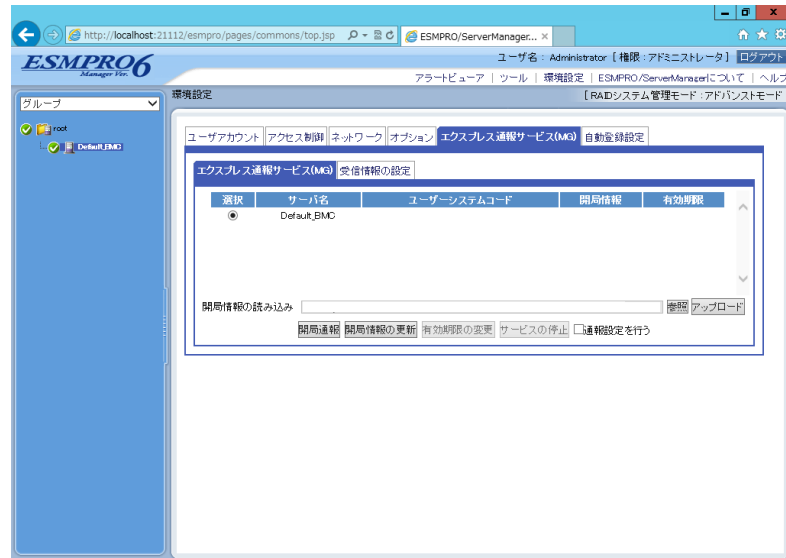 http://localhost:21112/esmpro/pages/commons/top.jsp
ESMPRO/ServerManager... ×
ESMPRO6
Manager Ver.
ユーザ名 : Administrator [ 権限 : アドミニストレータ ] ログアウト
アラートビューア | ツール | 環境設定 | ESMPRO/ServerManagerについて | ヘルプ
グループ
環境設定
[ RAIDシステム管理モード : アドバンストモード
root
Default_BMC
ユーザアカウント アクセス制御 ネットワーク オプション エクスプレス通報サービス(MG) 自動登録設定
エクスプレス通報サービス(MG) 受信情報の設定
選択 サーバ名 ユーザーシステムコード 開局情報 有効期限
Default_BMC
開局情報の読み込み 参照 アップロード
開局通報 開局情報の更新 有効期限の変更 サービスの停止 通報設定を行う